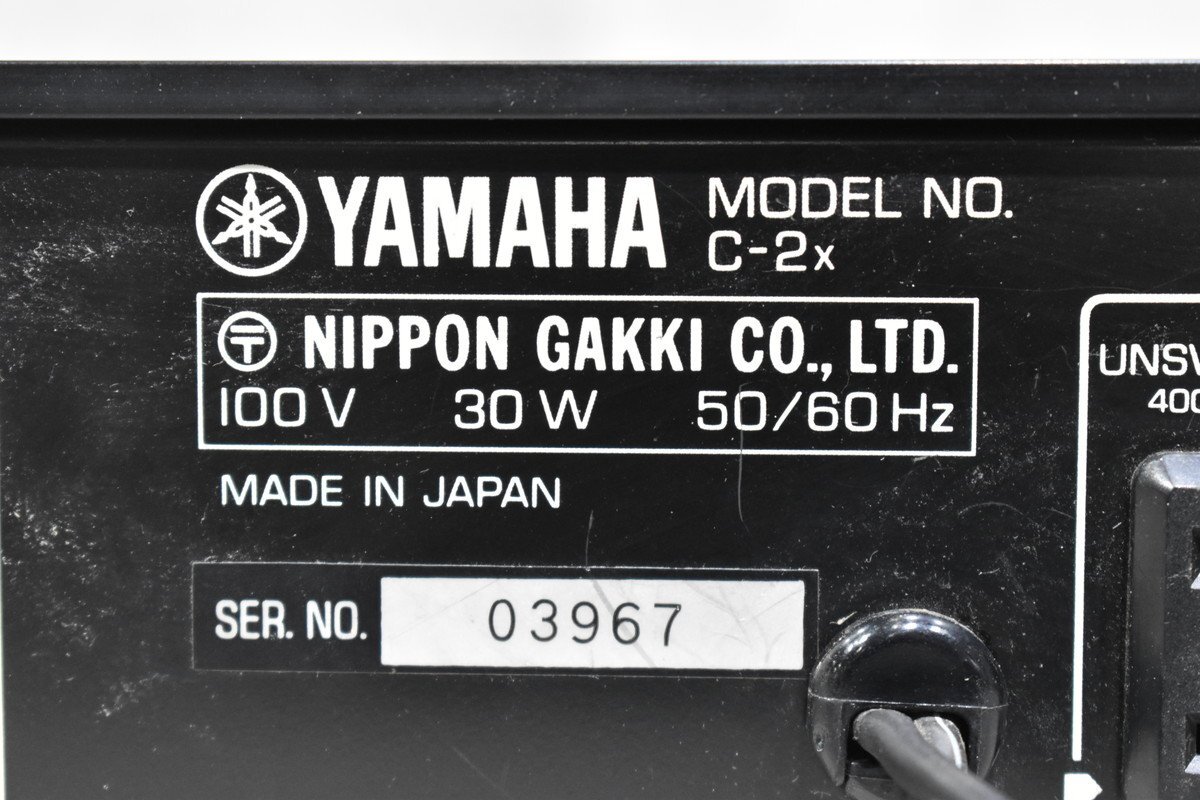 YAMAHA
MODEL NO.
C-2x
〶 NIPPON GAKKI CO., LTD.
100 V 30 W 50/60 Hz
MADE IN JAPAN
SER. NO. 03967
400